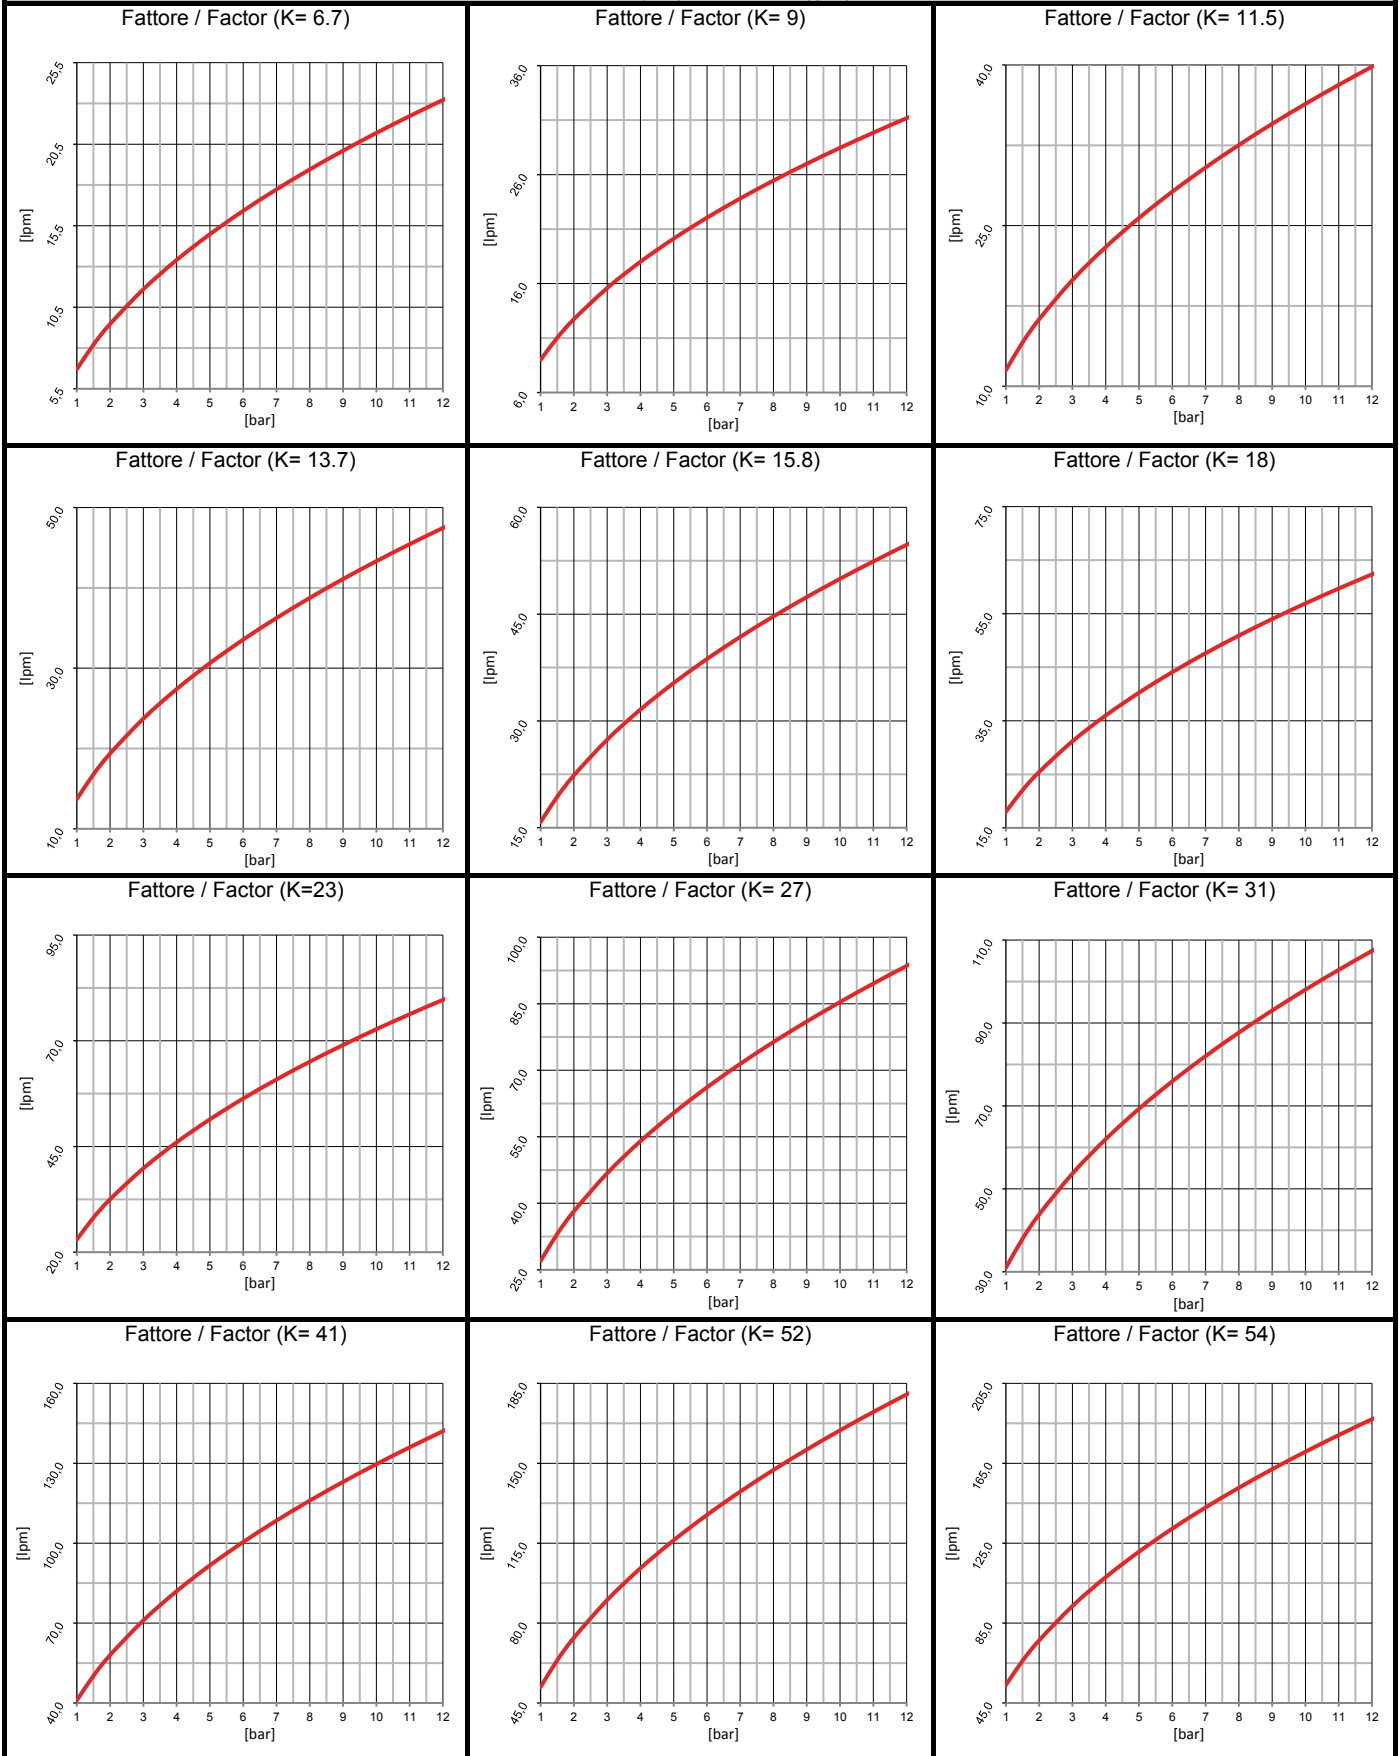 Fattore / Factor (K= 6.7)
25,5
20,5
15,5
10,5
5,5
[lpm]
1 2 3 4 5 6 7 8 9 10 11 12
[bar]
Fattore / Factor (K= 9)
36,0
26,0
16,0
6,0
[lpm]
1 2 3 4 5 6 7 8 9 10 11 12
[bar]
Fattore / Factor (K= 11.5)
40,0
25,0
10,0
[lpm]
1 2 3 4 5 6 7 8 9 10 11 12
[bar]
Fattore / Factor (K= 13.7)
50,0
30,0
10,0
[lpm]
1 2 3 4 5 6 7 8 9 10 11 12
[bar]
Fattore / Factor (K= 15.8)
60,0
45,0
30,0
15,0
[lpm]
1 2 3 4 5 6 7 8 9 10 11 12
[bar]
Fattore / Factor (K= 18)
75,0
55,0
35,0
15,0
[lpm]
1 2 3 4 5 6 7 8 9 10 11 12
[bar]
Fattore / Factor (K=23)
95,0
70,0
45,0
20,0
[lpm]
1 2 3 4 5 6 7 8 9 10 11 12
[bar]
Fattore / Factor (K= 27)
100,0
85,0
70,0
55,0
40,0
25,0
[lpm]
1 2 3 4 5 6 7 8 9 10 11 12
[bar]
Fattore / Factor (K= 31)
110,0
90,0
70,0
50,0
30,0
[lpm]
1 2 3 4 5 6 7 8 9 10 11 12
[bar]
Fattore / Factor (K= 41)
160,0
130,0
100,0
70,0
40,0
[lpm]
1 2 3 4 5 6 7 8 9 10 11 12
[bar]
Fattore / Factor (K= 52)
185,0
150,0
115,0
80,0
45,0
[lpm]
1 2 3 4 5 6 7 8 9 10 11 12
[bar]
Fattore / Factor (K= 54)
205,0
165,0
125,0
85,0
45,0
[lpm]
1 2 3 4 5 6 7 8 9 10 11 12
[bar]